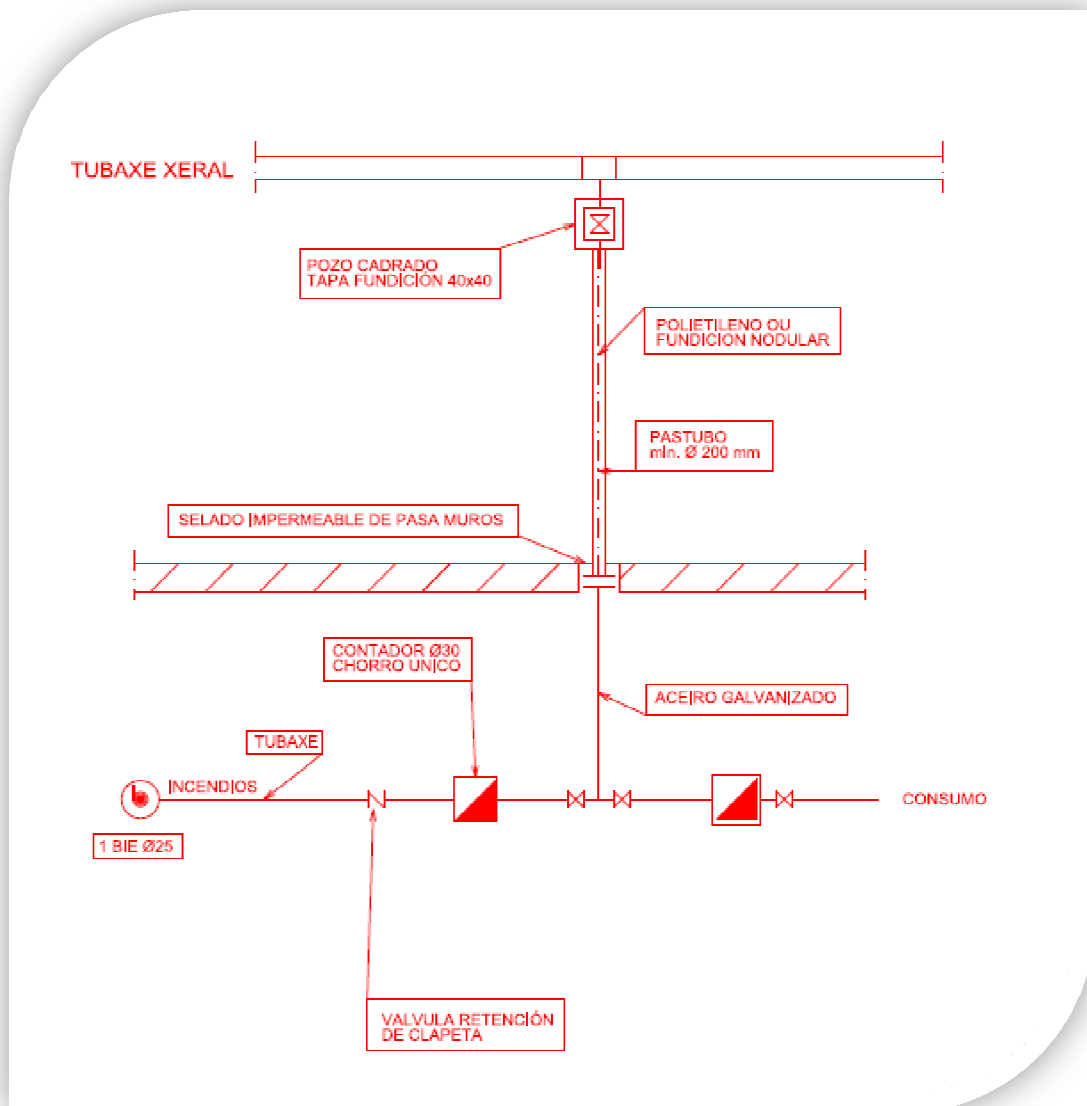 TUBAXE XERAL
POZO CADRADO
TAPA FUNDICIÓN 40x40
POLIETILENO OU
FUNDICION NODULAR
PASTUBO
mín. Ø 200 mm
SELADO IMPERMEABLE DE PASA MUROS
CONTADOR Ø30
CHORRO UNICO
ACEIRO GALVANIZADO
TUBAXE
INCENDIOS
CONSUMO
1 BIE Ø25
VALVULA RETENCIÓN
DE CLAPETA